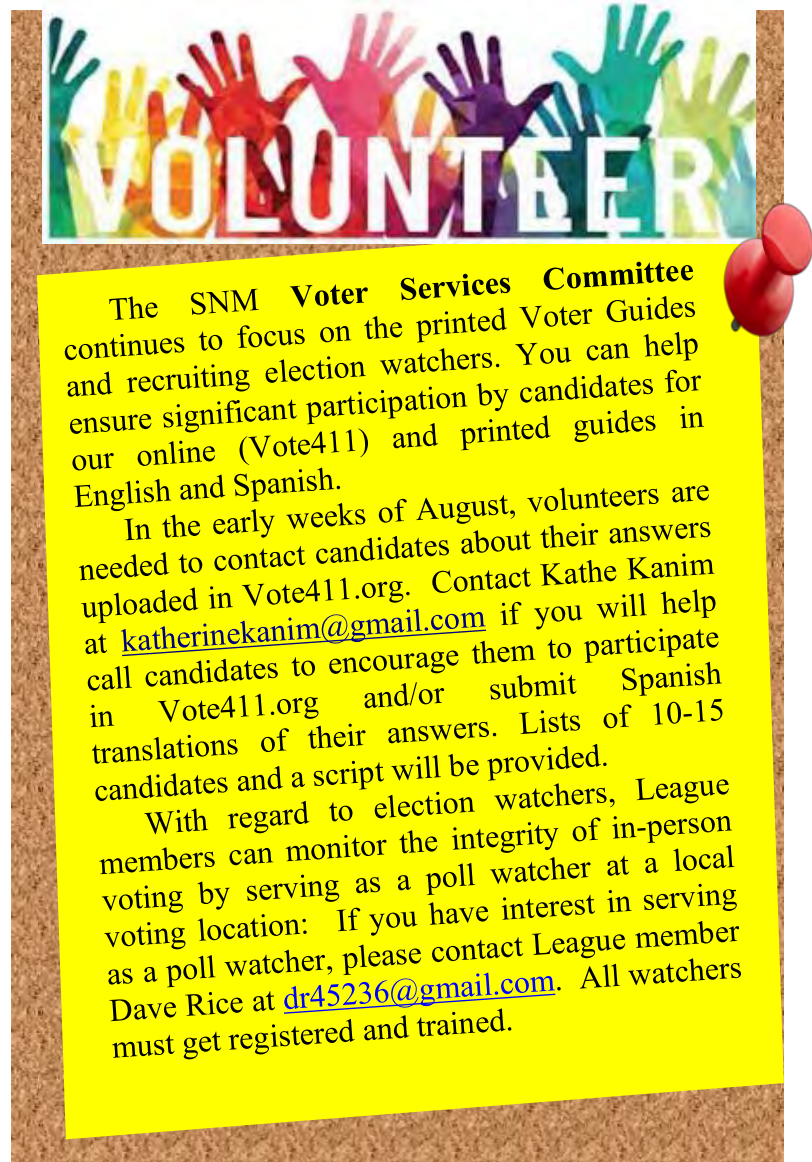 VOLUNTEER
The SNM Voter Services Committee
continues to focus on the printed Voter Guides
and recruiting election watchers. You can help
ensure significant participation by candidates for
our online (Vote411) and printed guides in
English and Spanish.
In the early weeks of August, volunteers are
needed to contact candidates about their answers
uploaded in Vote411.org. Contact Kathe Kanim
at katherinekanim@gmail.com if you will help
call candidates to encourage them to participate
in Vote411.org and/or submit Spanish
translations of their answers. Lists of 10-15
candidates and a script will be provided.
With regard to election watchers, League
members can monitor the integrity of in-person
voting by serving as a poll watcher at a local
voting location: If you have interest in serving
as a poll watcher, please contact League member
Dave Rice at dr45236@gmail.com. All watchers
must get registered and trained.